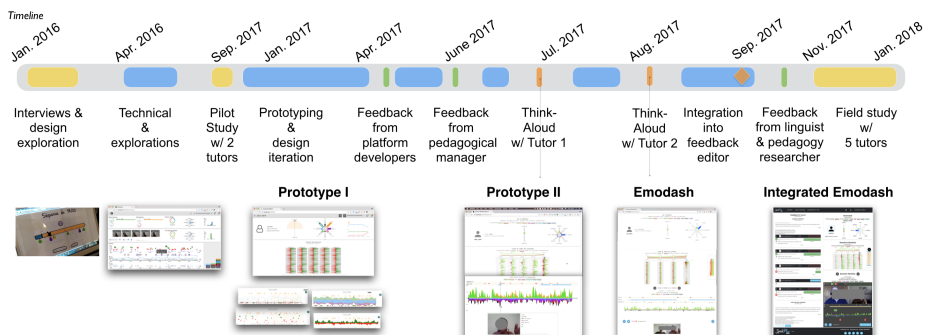 Timeline
Jan. 2016
Apr. 2016
Sep. 2017
Jan. 2017
Apr. 2017
June 2017
Jul. 2017
Aug. 2017
Sep. 2017
Nov. 2017
Jan. 2018
Interviews &
design
exploration
Technical
&
explorations
Pilot
Study
w/ 2
tutors
Prototyping
&
design
iteration
Feedback
from
platform
developers
Feedback
from
pedagogical
manager
Think-
Aloud
w/ Tutor 1
Think-
Aloud
w/ Tutor 2
Integration
into
feedback
editor
Feedback
from linguist
& pedagogy
researcher
Field study
w/
5 tutors
Prototype I
Prototype II
Emodash
Integrated Emodash